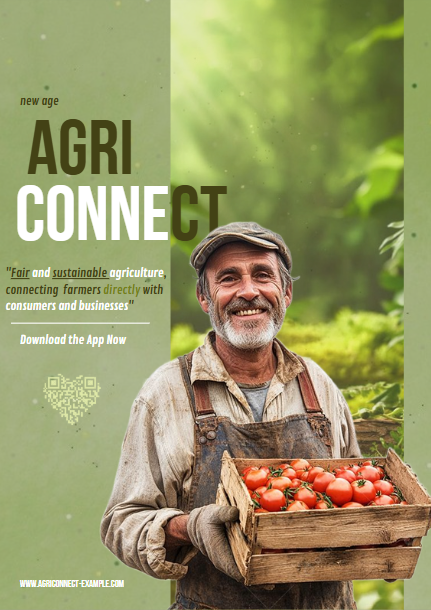 new age
AGRI
CONNECT
"Fair and sustainable agriculture,
connecting farmers directly with
consumers and businesses"
Download the App Now
WWW.AGRICONNECT-EXAMPLE.COM